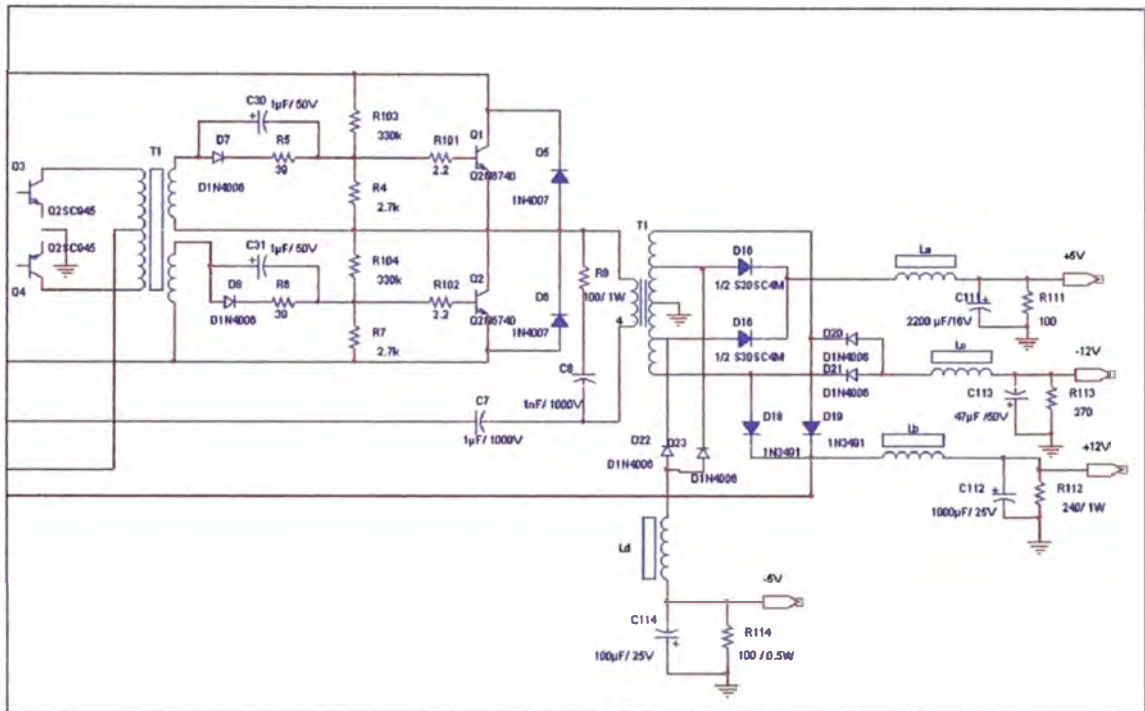 C30
1µF/ 50V
R103
330k
Q1
D7
R5
R101
T1
39
2.2
Q2N6740
D5
Q3
D1N4006
R4
2.7k
1N4007
Q2SC945
T1
C31
1µF/ 50V
D16
La
+5V
Q2SC945
R104
330k
Q2
R9
100/ 1W
1/2 S30SC4M
C111
R111
Q4
D8
R6
R102
D6
2200 µF/16V
100
D1N4006
39
2.2
Q2N6740
1N4007
4
D16
R7
D20
2.7k
1/2 S30SC4M
D1N4006
-12V
D21
C8
D1N4006
C113
R113
C7
1nF/ 1000V
47µF /50V
270
1µF/ 1000V
D18
D19
Lb
D22
D23
1N3491
1N3491
+12V
D1N4006
D1N4006
C112
R112
1000µF/ 25V
240/ 1W
Ld
-5V
C114
R114
100µF/ 25V
100 / 0.5W